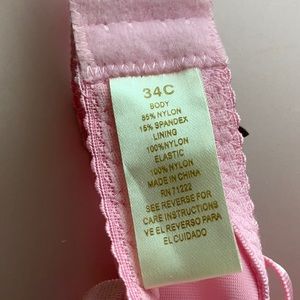 34C
BODY
85% NYLON
15% SPANDEX
LINING
100%NYLON
ELASTIC
100% NYLON
MADE IN CHINA
RN 71222
SEE REVERSE FOR
CARE INSTRUCTIONS
VE EL REVERSO PARA
EL CUIDADO